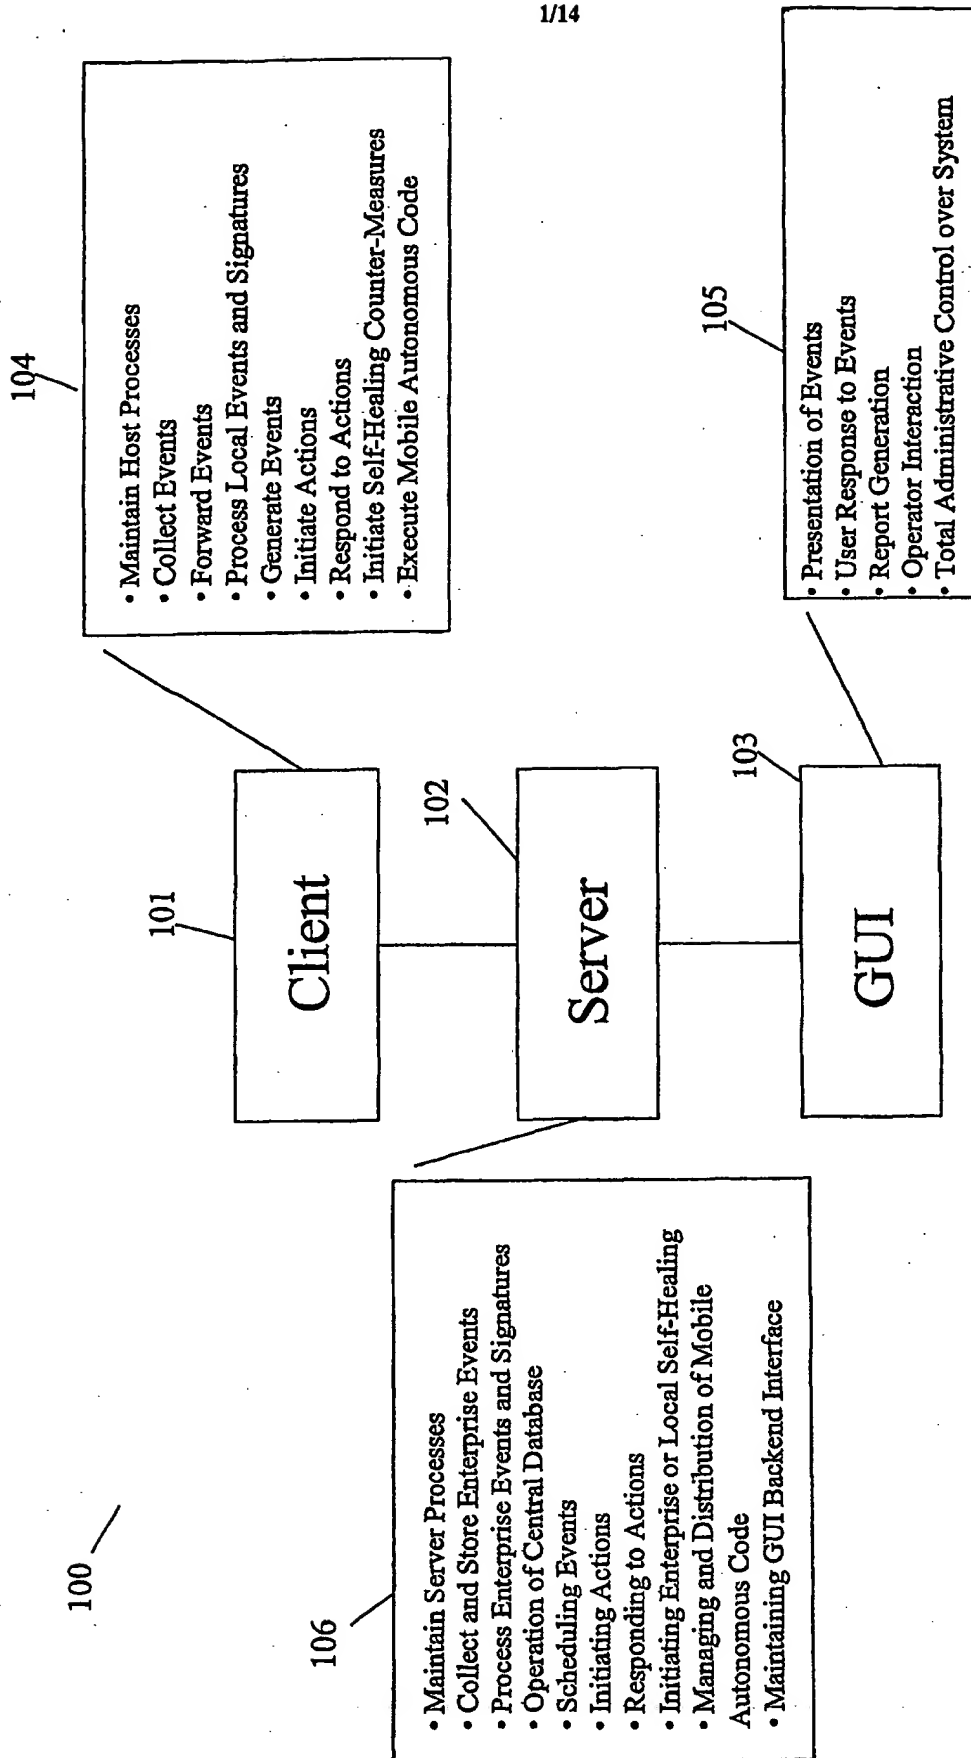 1/14
100
101
Client
102
Server
103
GUI
104
• Maintain Host Processes
• Collect Events
• Forward Events
• Process Local Events and Signatures
• Generate Events
• Initiate Actions
• Respond to Actions
• Initiate Self-Healing Counter-Measures
• Execute Mobile Autonomous Code
105
• Presentation of Events
• User Response to Events
• Report Generation
• Operator Interaction
• Total Administrative Control over System
106
• Maintain Server Processes
• Collect and Store Enterprise Events
• Process Enterprise Events and Signatures
• Operation of Central Database
• Scheduling Events
• Initiating Actions
• Responding to Actions
• Initiating Enterprise or Local Self-Healing
• Managing and Distribution of Mobile
Autonomous Code
• Maintaining GUI Backend Interface